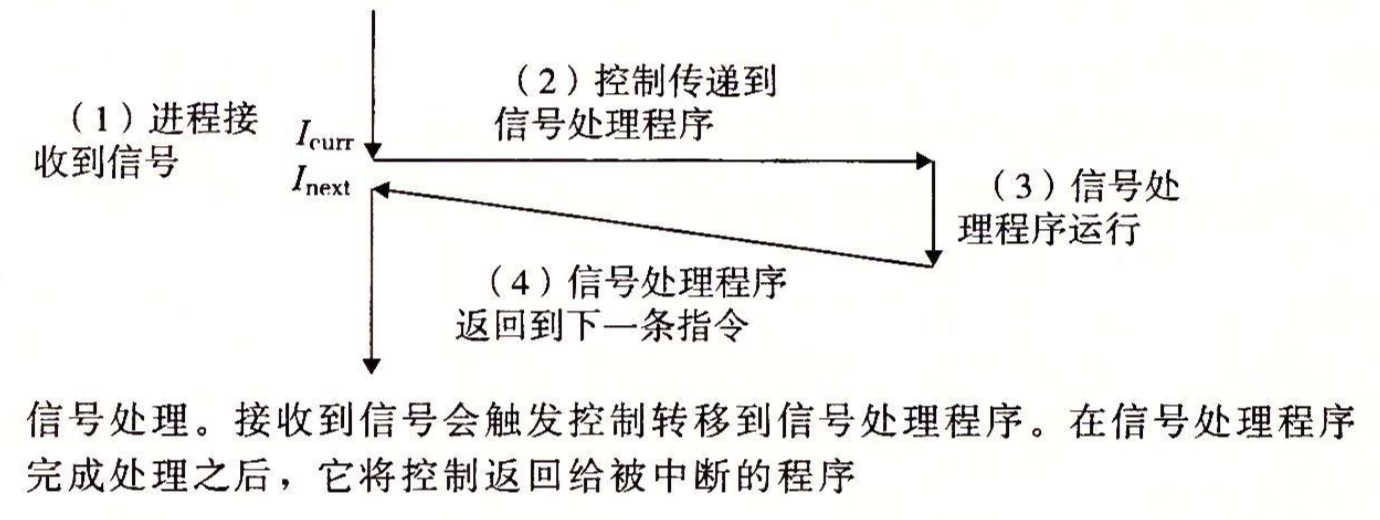 （1）进程接
收到信号
Icurr
Inext
（2）控制传递到
信号处理程序
（3）信号处
理程序运行
（4）信号处理程序
返回到下一条指令
信号处理。接收到信号会触发控制转移到信号处理程序。在信号处理程序
完成处理之后，它将控制返回给被中断的程序